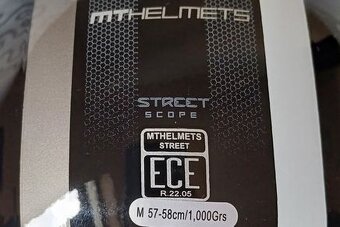 MTHELMETS
STREET
SCOPE
MTHELMETS
STREET
ECE
R.22.05
M 57-58cm/1,000Grs